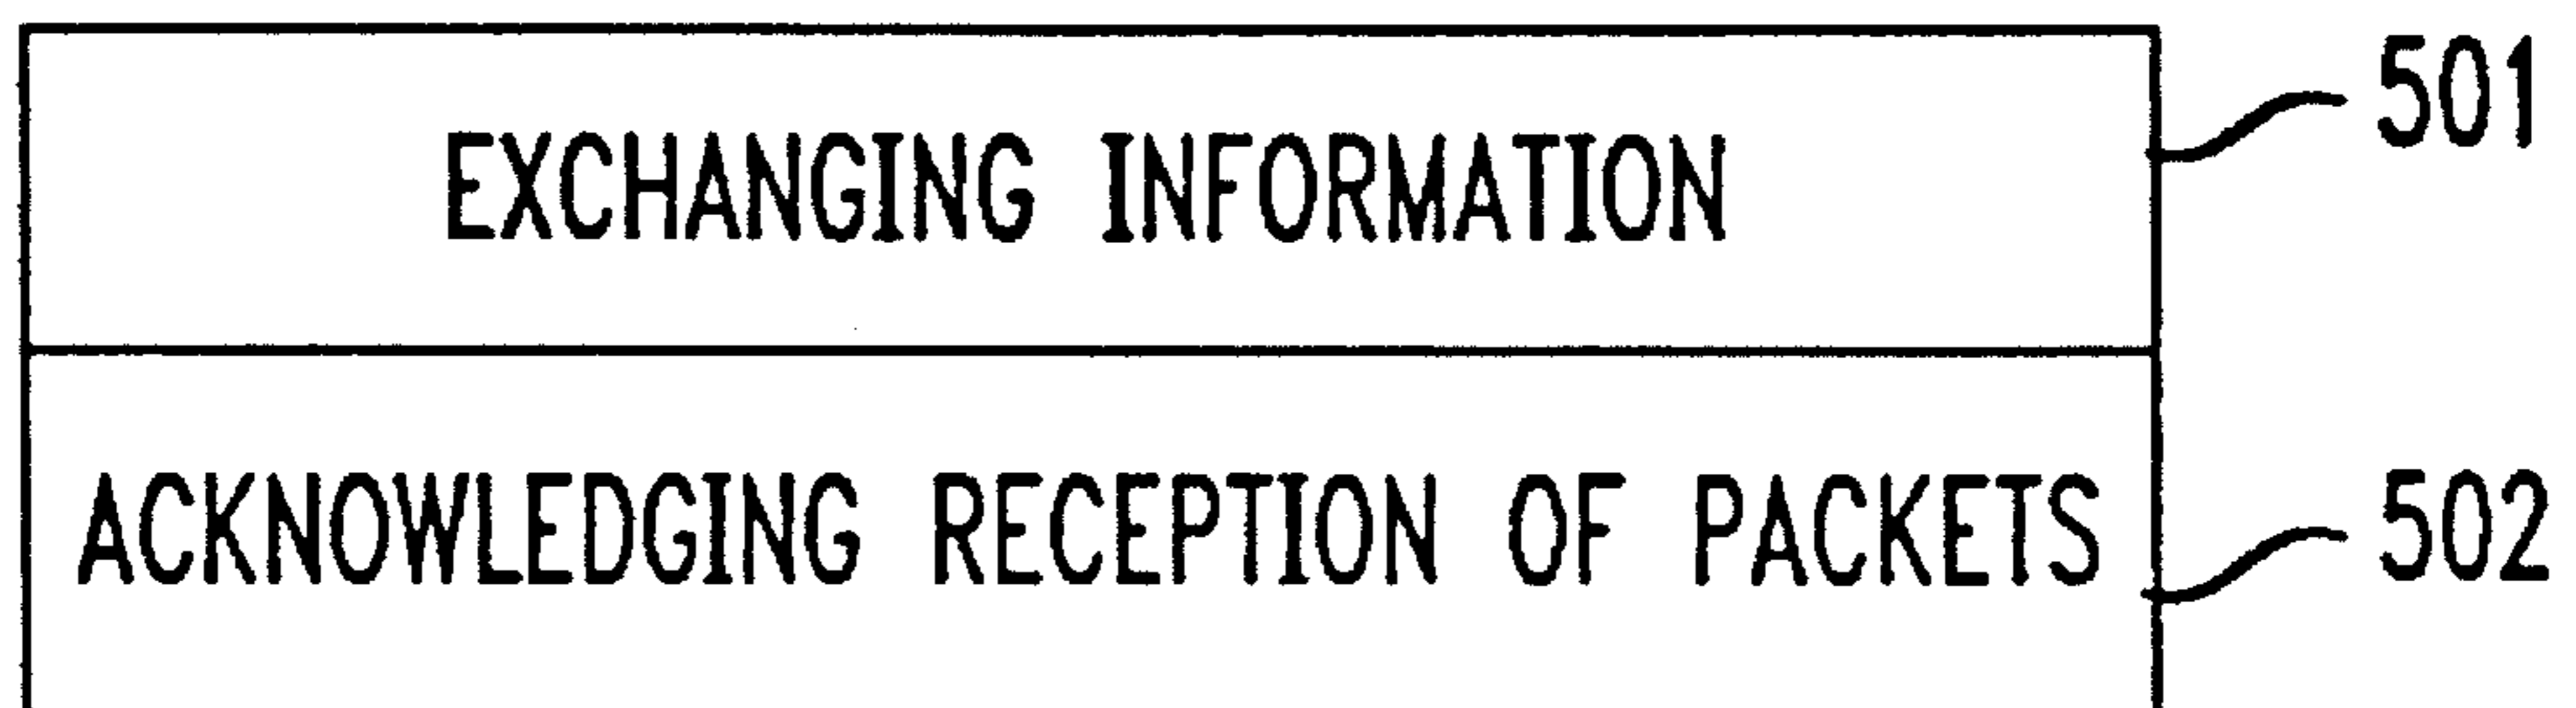 501
EXCHANGING INFORMATION
ACKNOWLEDGING RECEPTION OF PACKETS
502